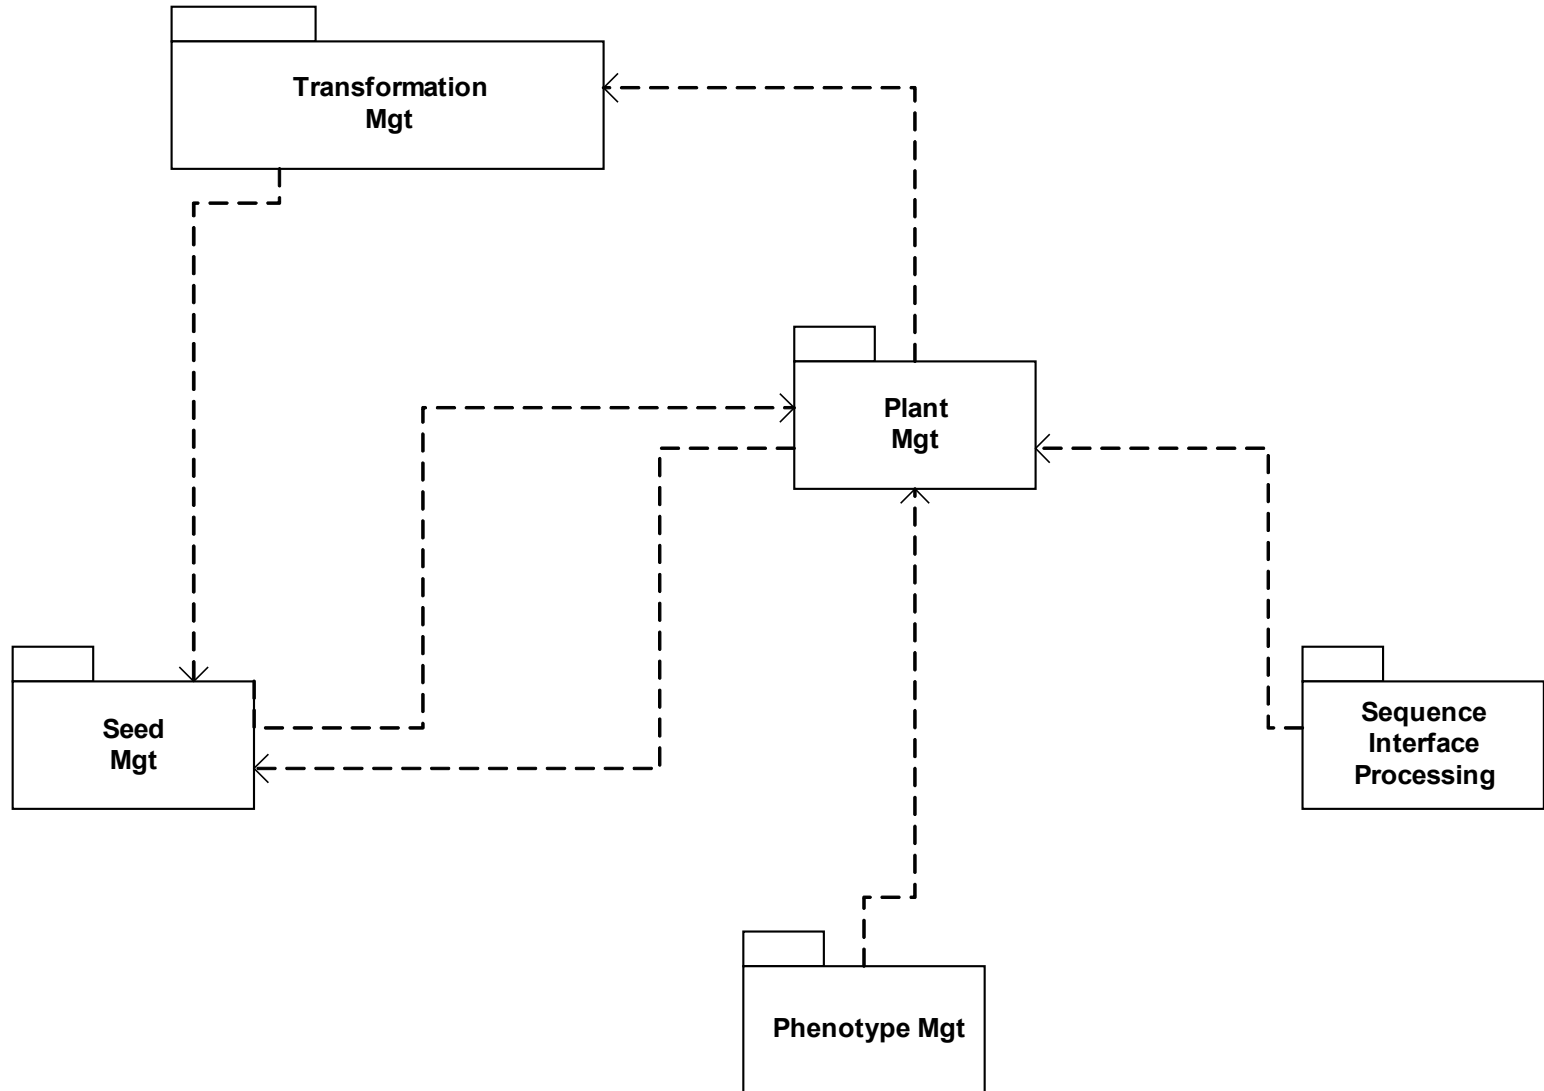 Transformation
Mgt
Plant
Mgt
Seed
Mgt
Sequence
Interface
Processing
Phenotype Mgt